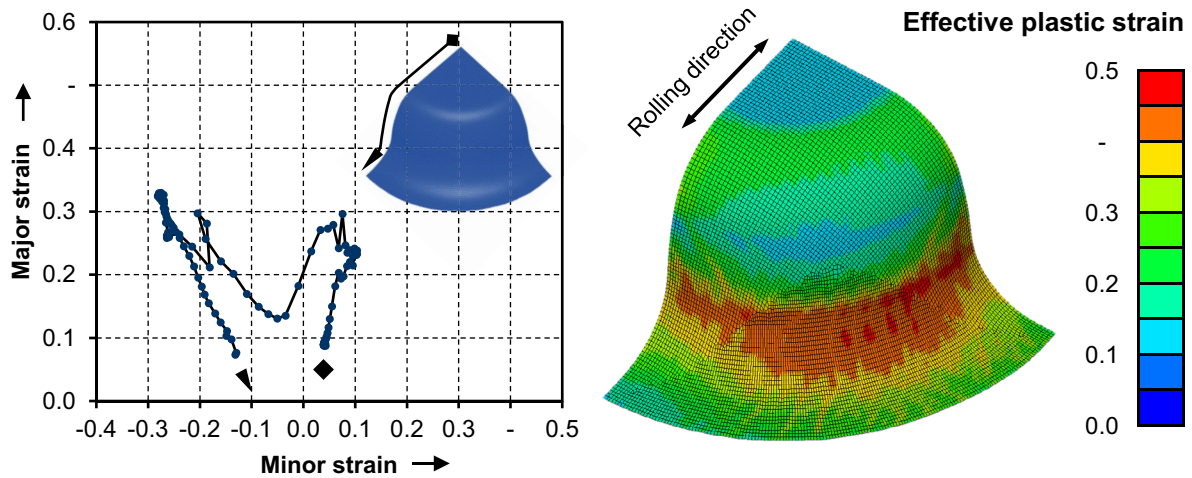 0.6
-
0.4
0.3
0.2
0.1
0.0
Major strain
-0.4 -0.3 -0.2 -0.1 0.0 0.1 0.2 0.3 - 0.5
Minor strain
Rolling direction
Effective plastic strain
0.5
-
0.3
0.2
0.1
0.0